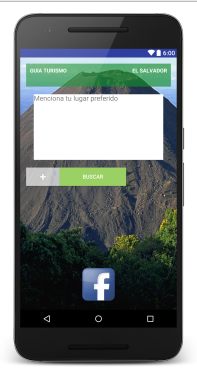 6:00
GUIA TURISMO EL SALVADOR
Menciona tu lugar preferido
+ BUSCAR
f